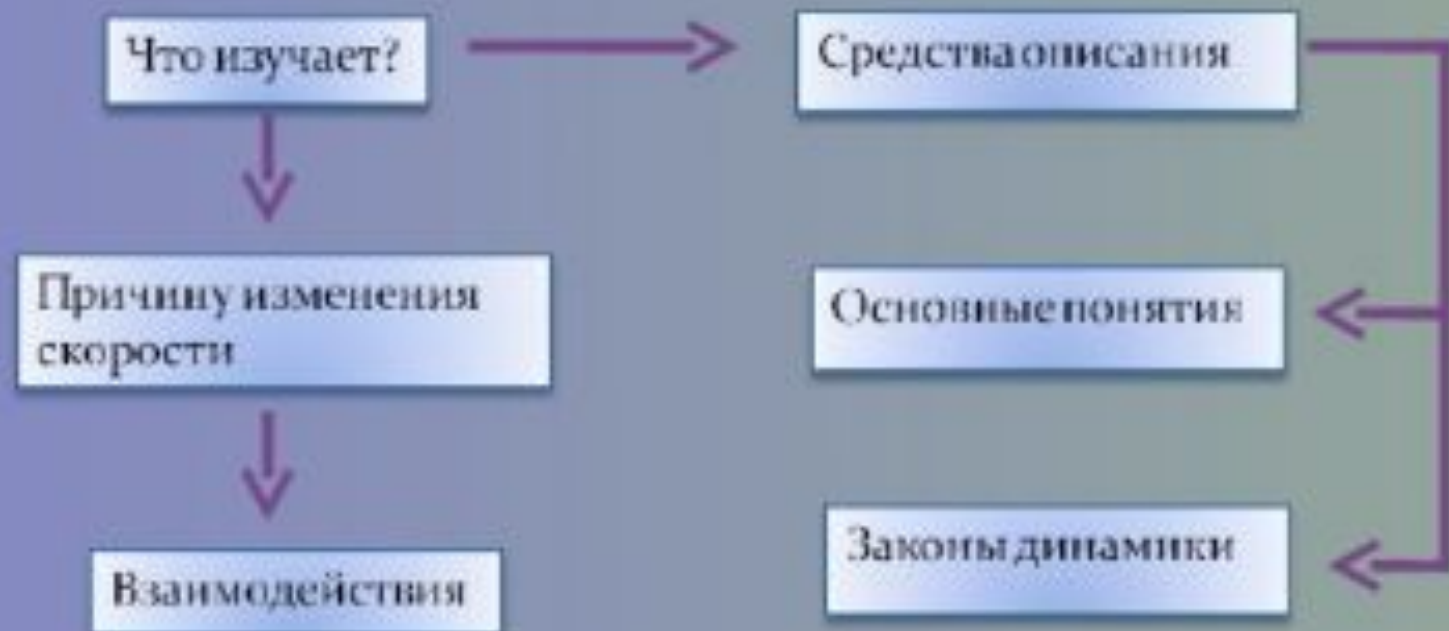 Что изучает?
Средства описания
Причину изменения
скорости
Основные понятия
Законы динамики
Взаимодействия